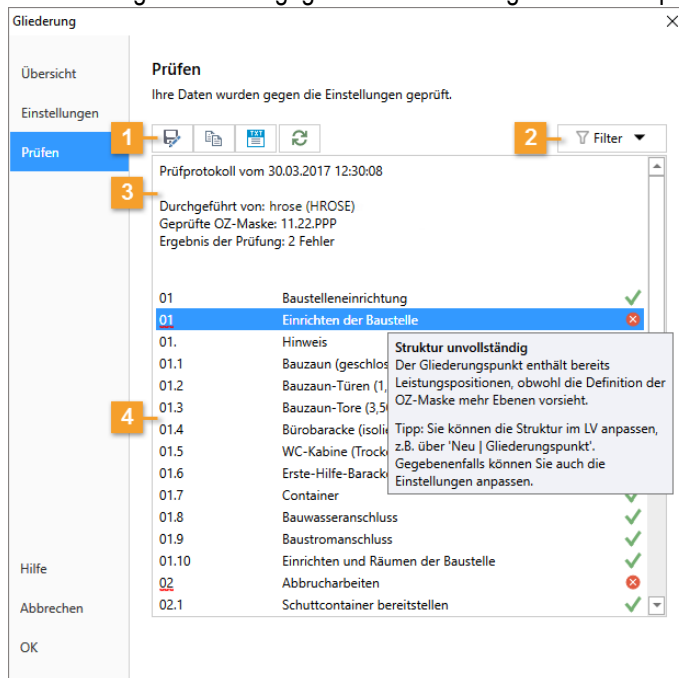 Gliederung
Übersicht
Einstellungen
Prüfen
Hilfe
Abbrechen
OK
Prüfen
Ihre Daten wurden gegen die Einstellungen geprüft.
1
TXT
2
Filter
3
Prüfprotokoll vom 30.03.2017 12:30:08
Durchgeführt von: hrose (HROSE)
Geprüfte OZ-Maske: 11.22.PPP
Ergebnis der Prüfung: 2 Fehler
4
01 Baustelleneinrichtung
01 Einrichten der Baustelle
01. Hinweis
01.1 Bauzaun (geschlos
01.2 Bauzaun-Türen (1,
01.3 Bauzaun-Tore (3,5
01.4 Bürobaracke (isolie
01.5 WC-Kabine (Trocke
01.6 Erste-Hilfe-Baracke
01.7 Container
01.8 Bauwasseranschluss
01.9 Baustromanschluss
01.10 Einrichten und Räumen der Baustelle
02 Abbrucharbeiten
02.1 Schuttcontainer bereitstellen
Struktur unvollständig
Der Gliederungspunkt enthält bereits
Leistungspositionen, obwohl die Definition der
OZ-Maske mehr Ebenen vorsieht.
Tipp: Sie können die Struktur im LV anpassen,
z.B. über 'Neu | Gliederungspunkt'.
Gegebenenfalls können Sie auch die
Einstellungen anpassen.